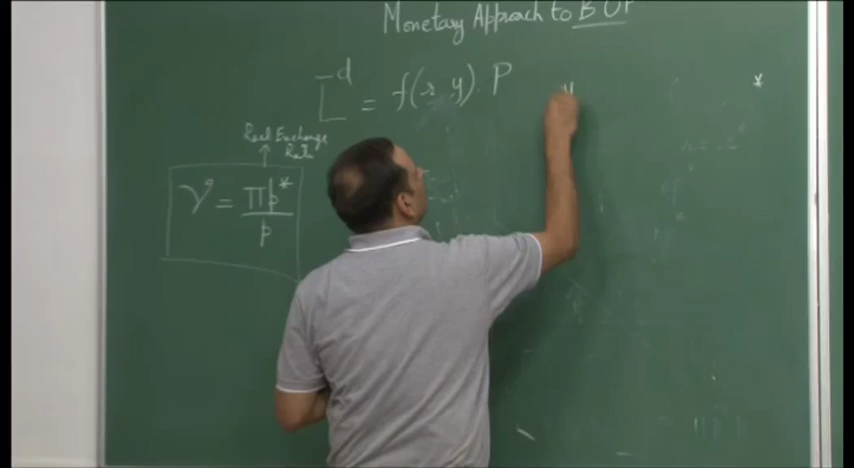 Monetary Approach to BOP
L^d = f(r, y) . P
y
*
Real Exchange
Rate
↑
γ = πp*/p